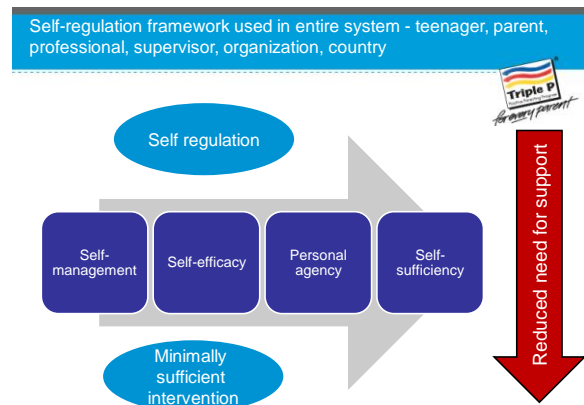 Self-regulation framework used in entire system - teenager, parent,
professional, supervisor, organization, country
Triple P
for every parent
Self regulation
Self-
management
Self-efficacy
Personal
agency
Self-
sufficiency
Minimally
sufficient
intervention
Reduced need for support